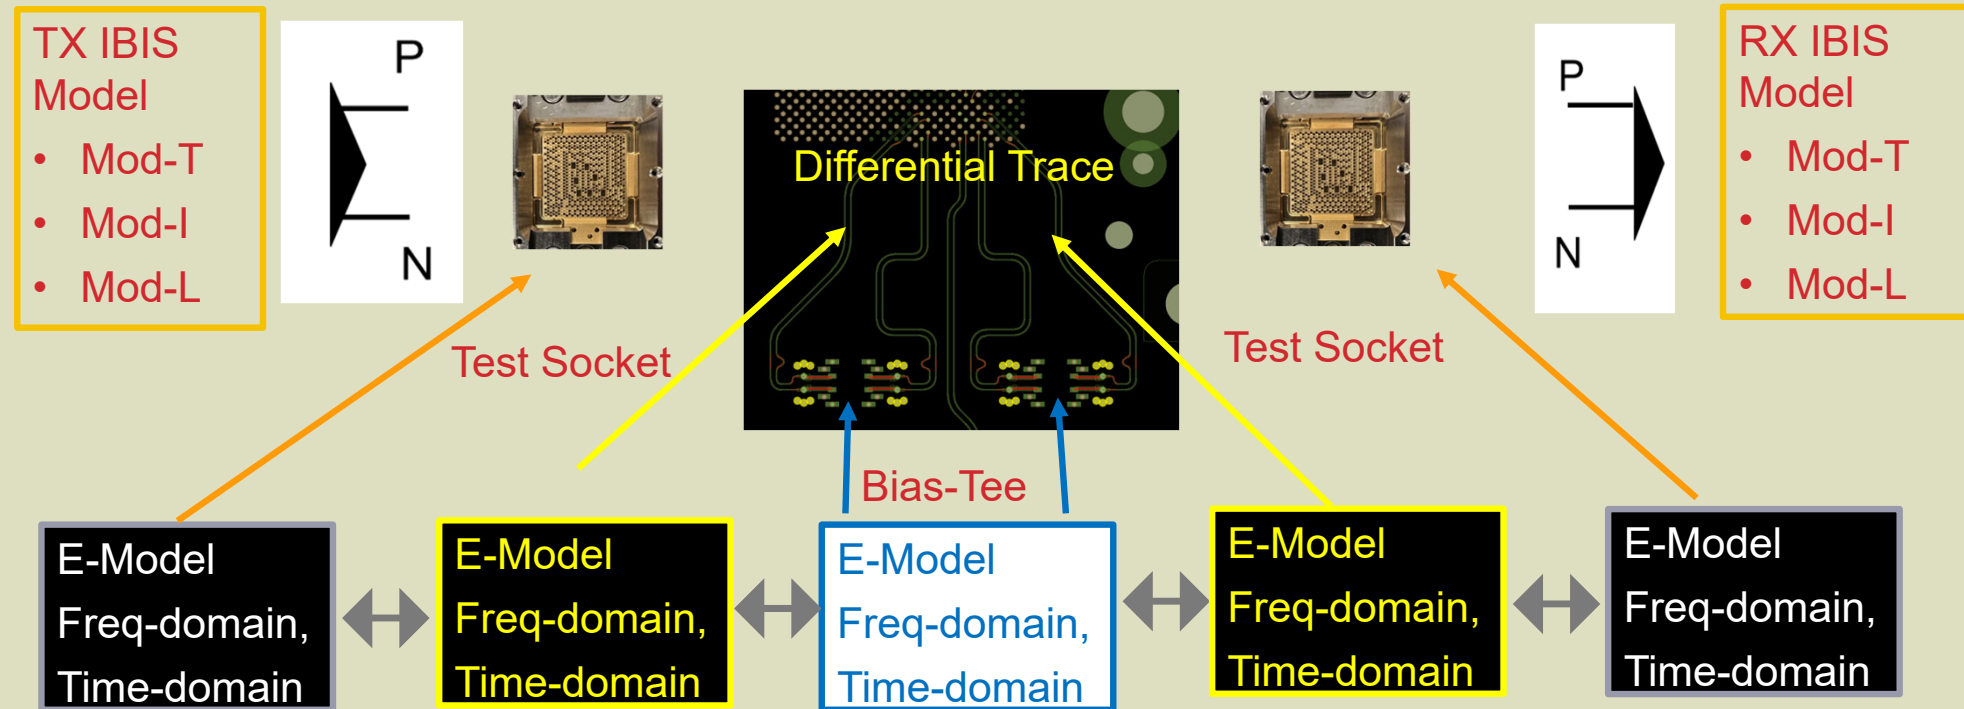 TX IBIS
Model
• Mod-T
• Mod-I
• Mod-L
P
N
Differential Trace
P
N
RX IBIS
Model
• Mod-T
• Mod-I
• Mod-L
Test Socket
Test Socket
Bias-Tee
E-Model
Freq-domain,
Time-domain
E-Model
Freq-domain,
Time-domain
E-Model
Freq-domain,
Time-domain
E-Model
Freq-domain,
Time-domain
E-Model
Freq-domain,
Time-domain